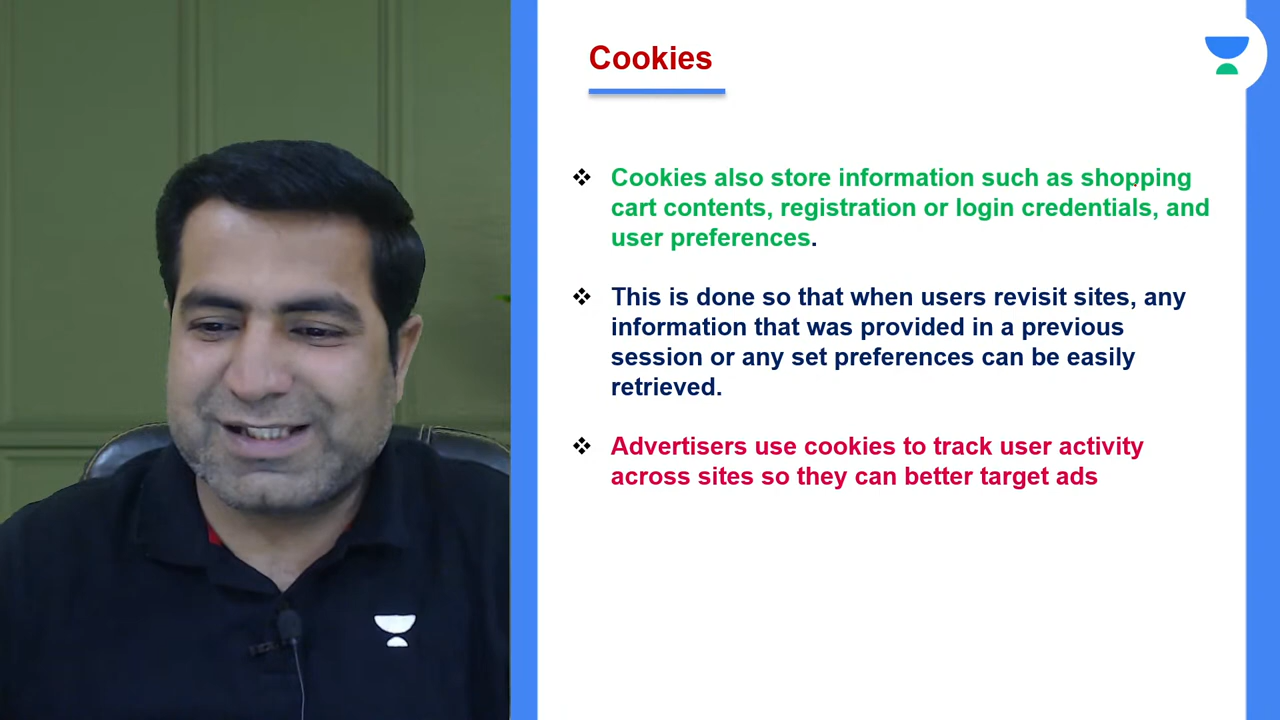 Cookies
❖ Cookies also store information such as shopping
cart contents, registration or login credentials, and
user preferences.
❖ This is done so that when users revisit sites, any
information that was provided in a previous
session or any set preferences can be easily
retrieved.
❖ Advertisers use cookies to track user activity
across sites so they can better target ads